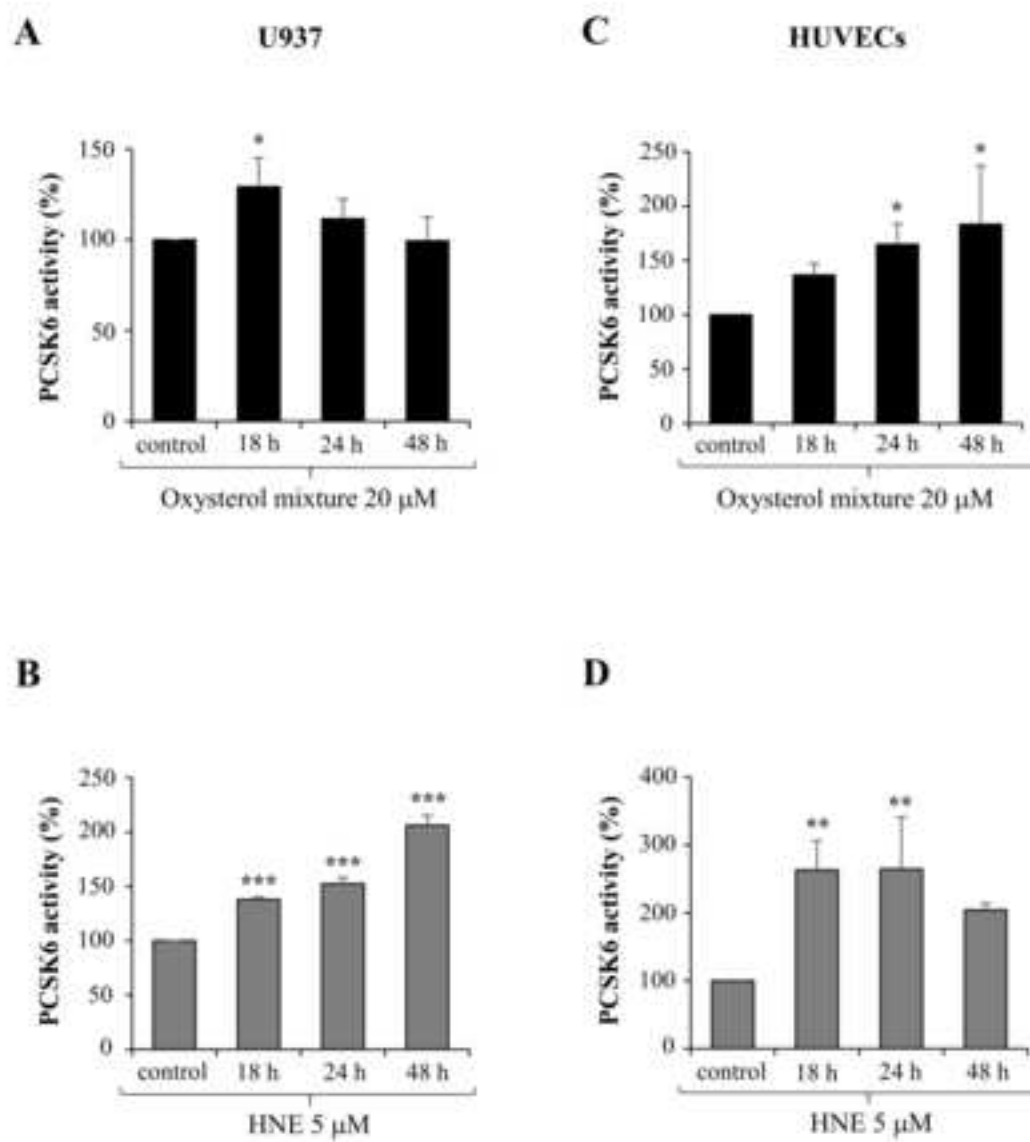 A
U937
PCSK6 activity (%)
150
100
50
0
*
control
18 h
24 h
48 h
Oxysterol mixture 20 μM
C
HUVECs
PCSK6 activity (%)
250
200
150
100
50
0
*
*
control
18 h
24 h
48 h
Oxysterol mixture 20 μM
B
PCSK6 activity (%)
250
200
150
100
50
0
***
***
***
control
18 h
24 h
48 h
HNE 5 μM
D
PCSK6 activity (%)
400
300
200
100
0
**
**
control
18 h
24 h
48 h
HNE 5 μM